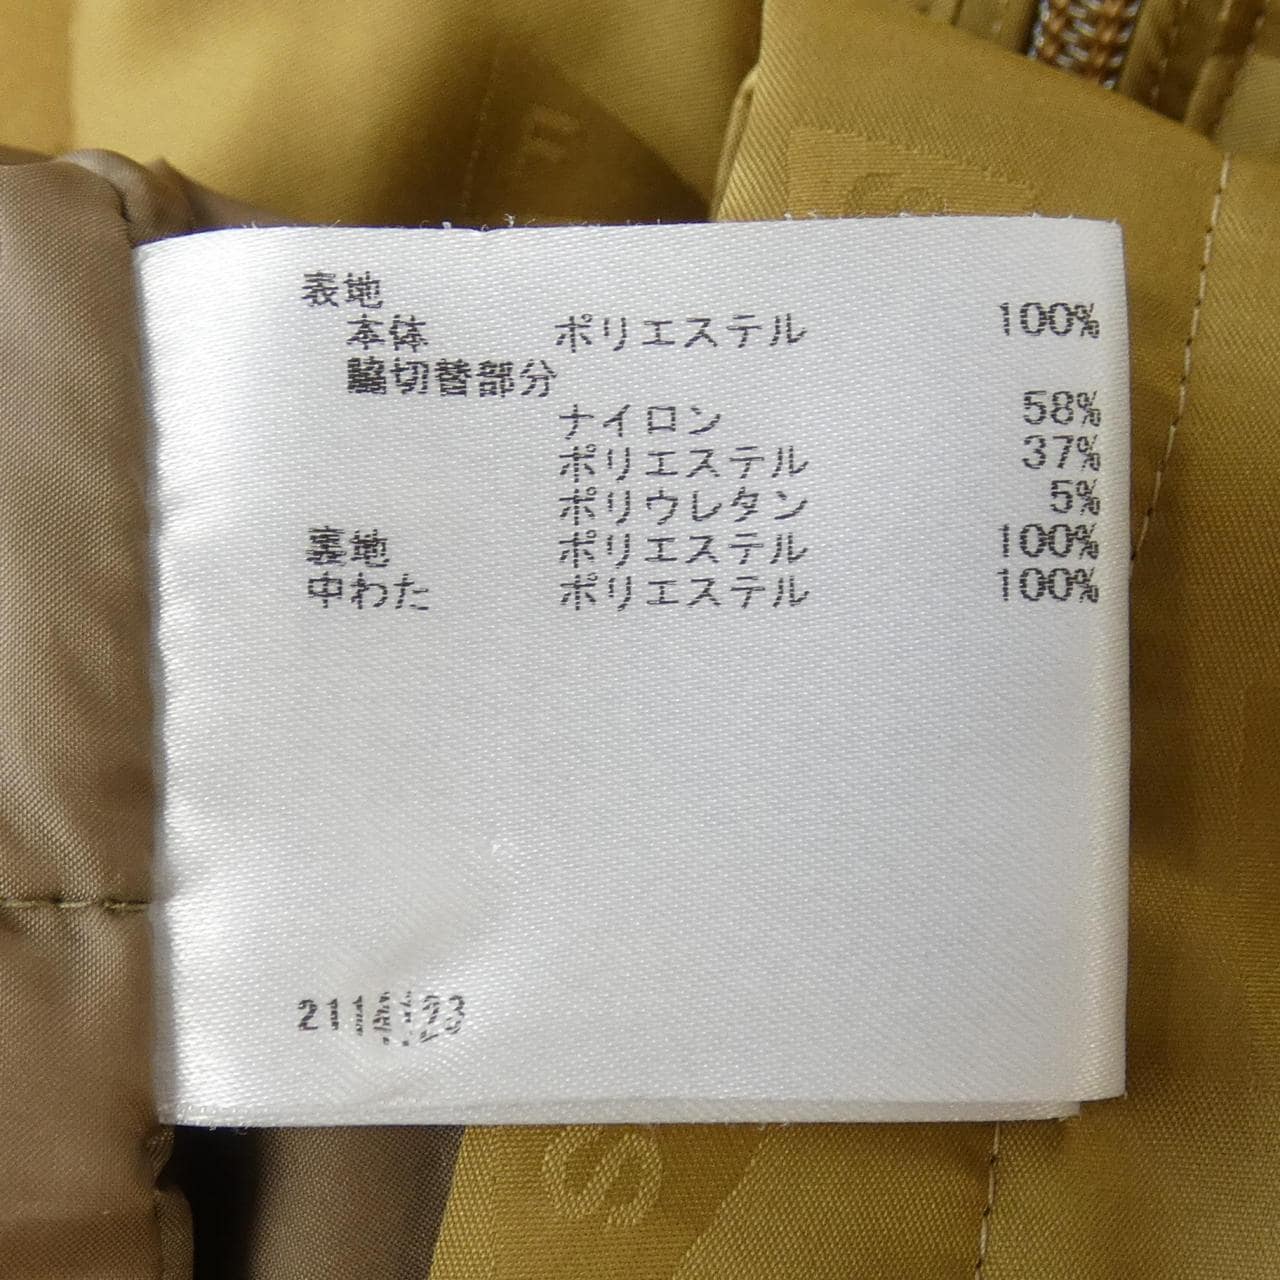 表地
本体 ポリエステル 100%
脇切替部分
ナイロン 58%
ポリエステル 37%
ポリウレタン 5%
裏地 ポリエステル 100%
中わた ポリエステル 100%